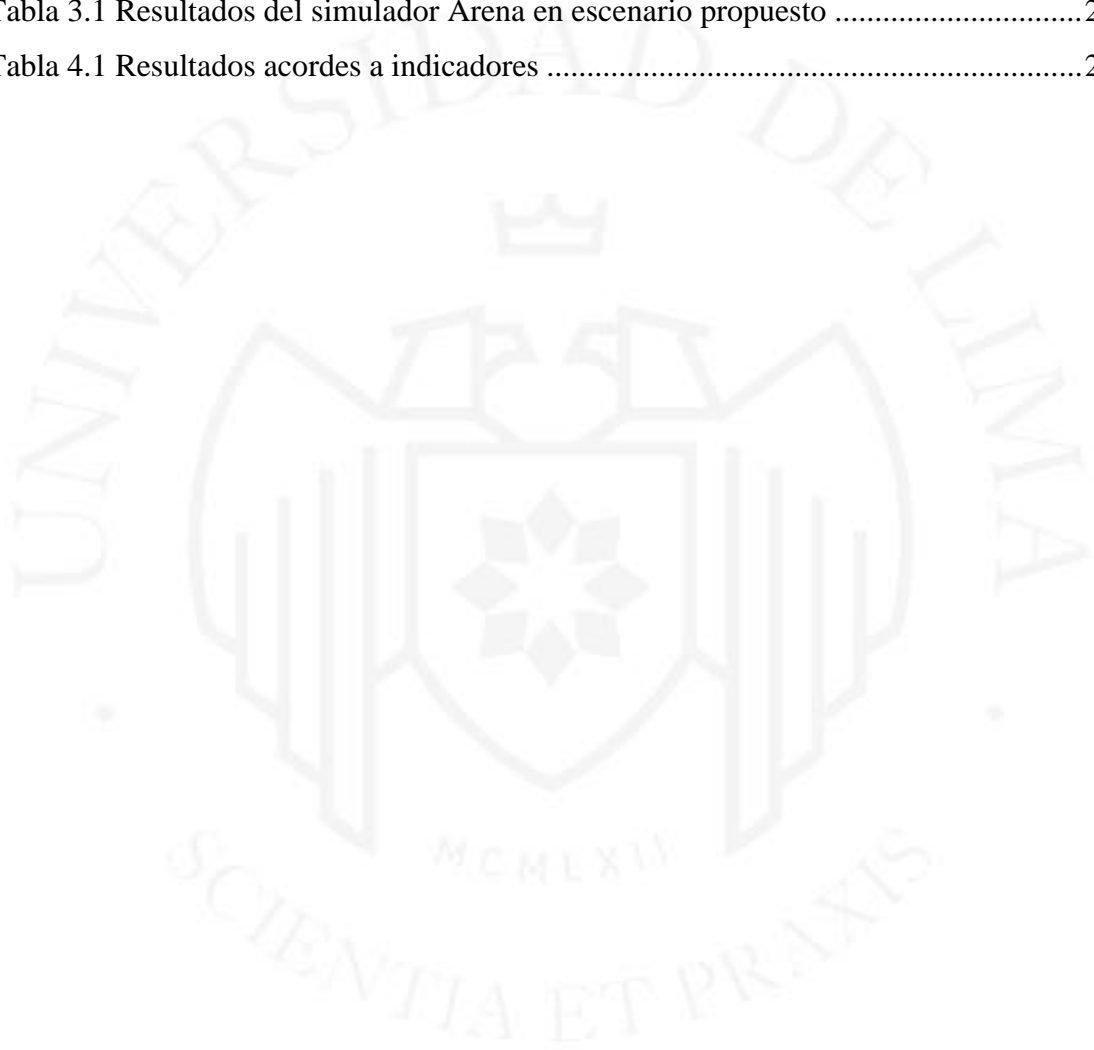 Tabla 3.1 Resultados del simulador Arena en escenario propuesto ............................2
Tabla 4.1 Resultados acordes a indicadores ...............................................................2
UNIVERSIDAD DE LIMA
MCMLXII
SCIENTIA ET PRAXIS